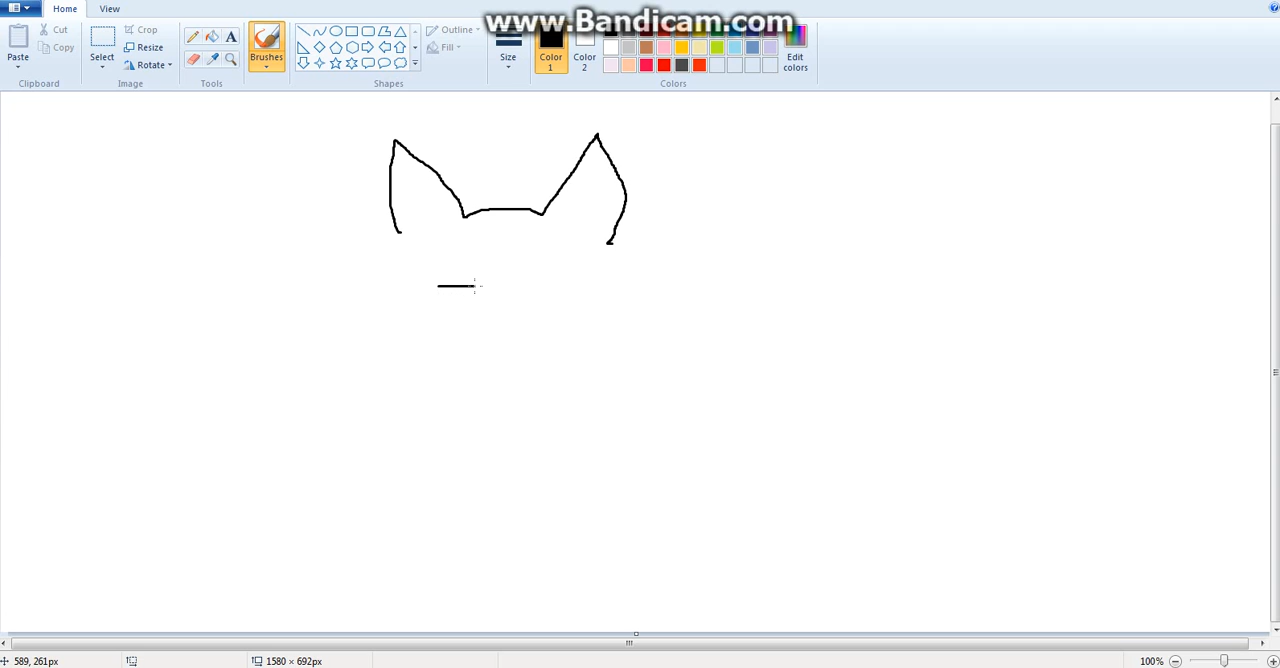 www.Bandicam.com
Home View
Paste
Cut
Copy
Clipboard
Select
Crop
Resize
Rotate
Image
A
Tools
Brushes
Outline
Fill
Shapes
Size
Color 1
Color 2
Edit colors
Colors
589, 261px
1580 × 692px
100%